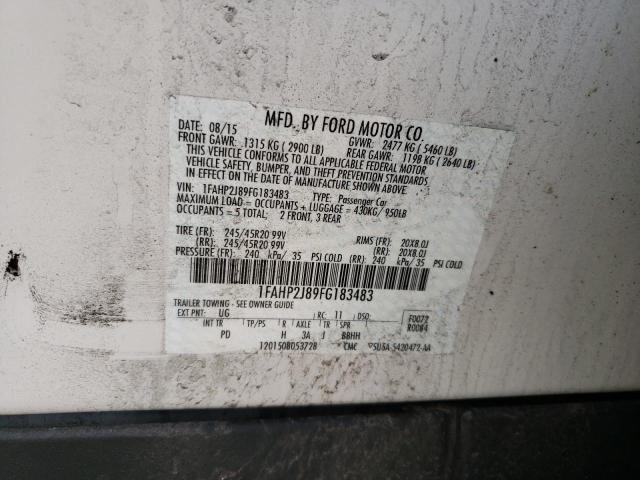 MFD. BY FORD MOTOR CO.
DATE: 08/15 GVWR: 2477 KG ( 5460 LB)
FRONT GAWR: 1315 KG ( 2900 LB) REAR GAWR: 1198 KG ( 2640 LB)
THIS VEHICLE CONFORMS TO ALL APPLICABLE FEDERAL MOTOR
VEHICLE SAFETY, BUMPER, AND THEFT PREVENTION STANDARDS
IN EFFECT ON THE DATE OF MANUFACTURE SHOWN ABOVE.
VIN: 1FAHP2J89FG183483 TYPE: Passenger Car
MAXIMUM LOAD = OCCUPANTS + LUGGAGE = 430KG/ 950LB
OCCUPANTS = 5 TOTAL: 2 FRONT, 3 REAR
TIRE (FR): 245/45R20 99V RIMS (FR): 20X8.0J
(RR): 245/45R20 99V (RR): 20X8.0J
PRESSURE (FR): 240 kPa/ 35 PSI COLD (RR): 240 kPa/ 35 PSI COLD
1FAHP2J89FG183483
TRAILER TOWING - SEE OWNER GUIDE
EXT PNT: UG RC: 11 DSO: F0072
R0084
INT TR TP/PS R AXLE TR SPR
PD H 3A J BBHH
1201508053728 CMC 5U5A-5420472-AA